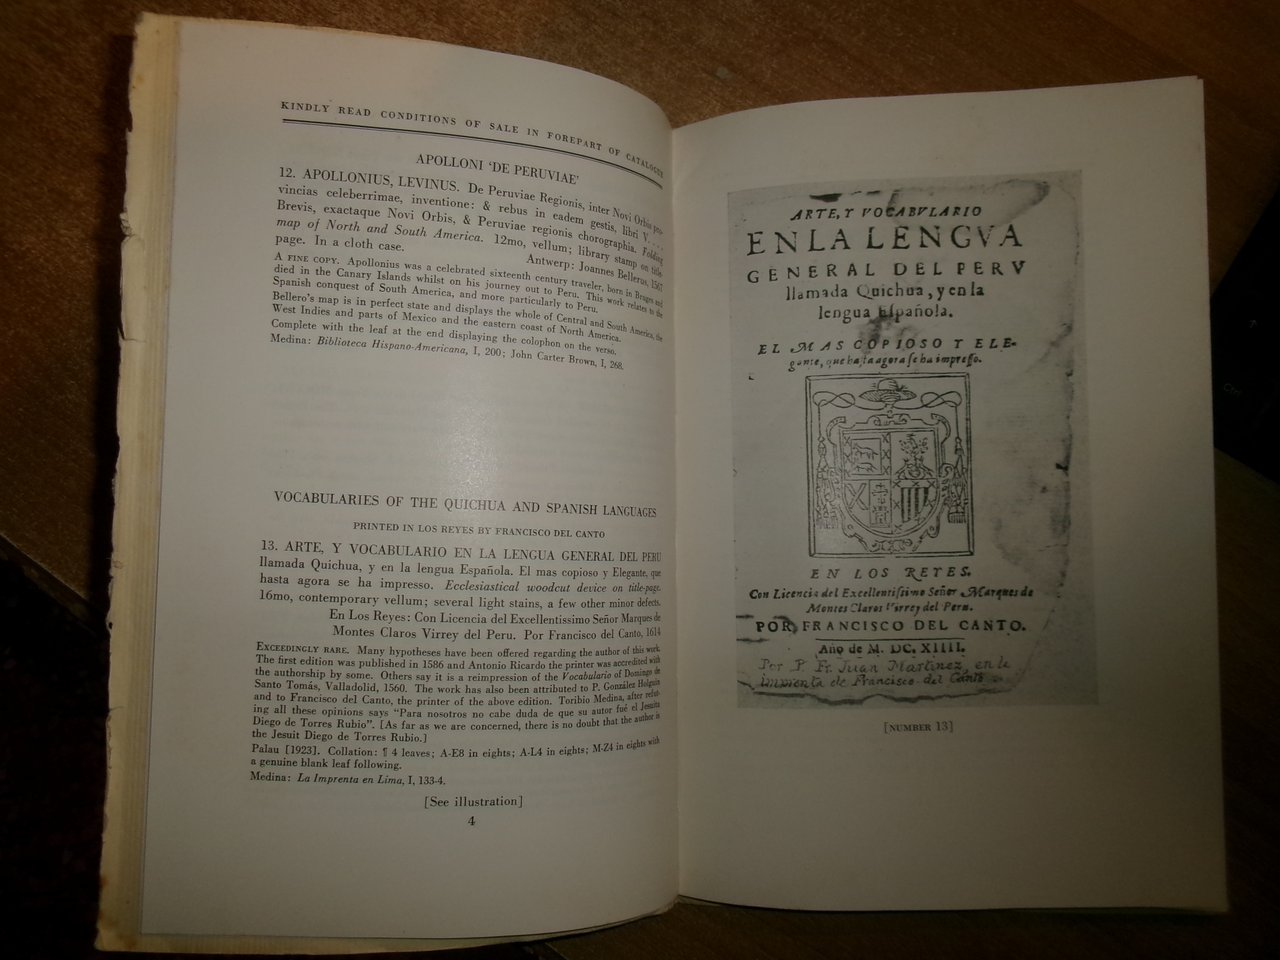 KINDLY READ CONDITIONS OF SALE IN FOREPART OF CATALOGUE
APOLLONI 'DE PERUVIAE'
12. APOLLONIUS, LEVINUS. De Peruviae Regionis, inter Novi Orbis pro-
vincias celeberrimae, inventione: & rebus in eadem gestis, libri V. . . .
Brevis, exactaque Novi Orbis, & Peruviae regionis chorographia. Folding
map of North and South America. 12mo, vellum; library stamp on title
page. In a cloth case.
Antwerp: Joannes Bellerus, 1567
A FINE COPY. Apollonius was a celebrated sixteenth century traveler, born in Bruges and
died in the Canary Islands whilst on his journey out to Peru. This work relates to the
Spanish conquest of South America, and more particularly to Peru.
Bellero's map is in perfect state and displays the whole of Central and South America, the
West Indies and parts of Mexico and the eastern coast of North America.
Complete with the leaf at the end displaying the colophon on the verso.
Medina: Biblioteca Hispano-Americana, I, 200; John Carter Brown, I, 268.
VOCABULARIES OF THE QUICHUA AND SPANISH LANGUAGES
PRINTED IN LOS REYES BY FRANCISCO DEL CANTO
13. ARTE, Y VOCABULARIO EN LA LENGUA GENERAL DEL PERU
llamada Quichua, y en la lengua Española. El mas copioso y Elegante, que
hasta agora se ha impresso. Ecclesiastical woodcut device on title-page.
16mo, contemporary vellum; several light stains, a few other minor defects.
En Los Reyes: Con Licencia del Excellentissimo Señor Marques de
Montes Claros Virrey del Peru. Por Francisco del Canto, 1614
EXCEEDINGLY RARE. Many hypotheses have been offered regarding the author of this work.
The first edition was published in 1586 and Antonio Ricardo the printer was accredited with
the authorship by some. Others say it is a reimpression of the Vocabulario of Domingo de
Santo Tomás, Valladolid, 1560. The work has also been attributed to P. González Holguin
and to Francisco del Canto, the printer of the above edition. Toribio Medina, after refut-
ing all these opinions says "Para nosotros no cabe duda de que su autor fué el Jesuita
Diego de Torres Rubio". [As far as we are concerned, there is no doubt that the author is
the Jesuit Diego de Torres Rubio.]
Palau [1923]. Collation: ¶ 4 leaves; A-E8 in eights; A-L4 in eights; M-Z4 in eights with
a genuine blank leaf following.
Medina: La Imprenta en Lima, I, 133-4.
[See illustration]
4
ARTE, Y VOCABVLARIO
EN LA LENGVA
GENERAL DEL PERV
llamada Quichua, y en la
lengua Española.
EL MAS COPIOSO Y ELE-
gante, que hasta agora se ha impresso.
EN LOS REYES.
Con Licencia del Excellentissimo Señor Marques de
Montes Claros Virrey del Peru.
POR FRANCISCO DEL CANTO.
Año de M. DC. XIIII.
Por P. Fr. Juan Martinez, en la
Imprenta de Francisco del Canto
[NUMBER 13]
Ctrl